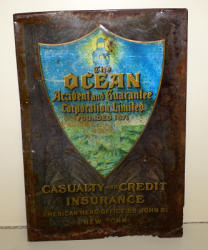 The
OCEAN
Accident and Guarantee
Corporation Limited
FOUNDED 1871
CASUALTY AND CREDIT
INSURANCE
AMERICAN HEAD OFFICE 59 JOHN ST.
NEW YORK